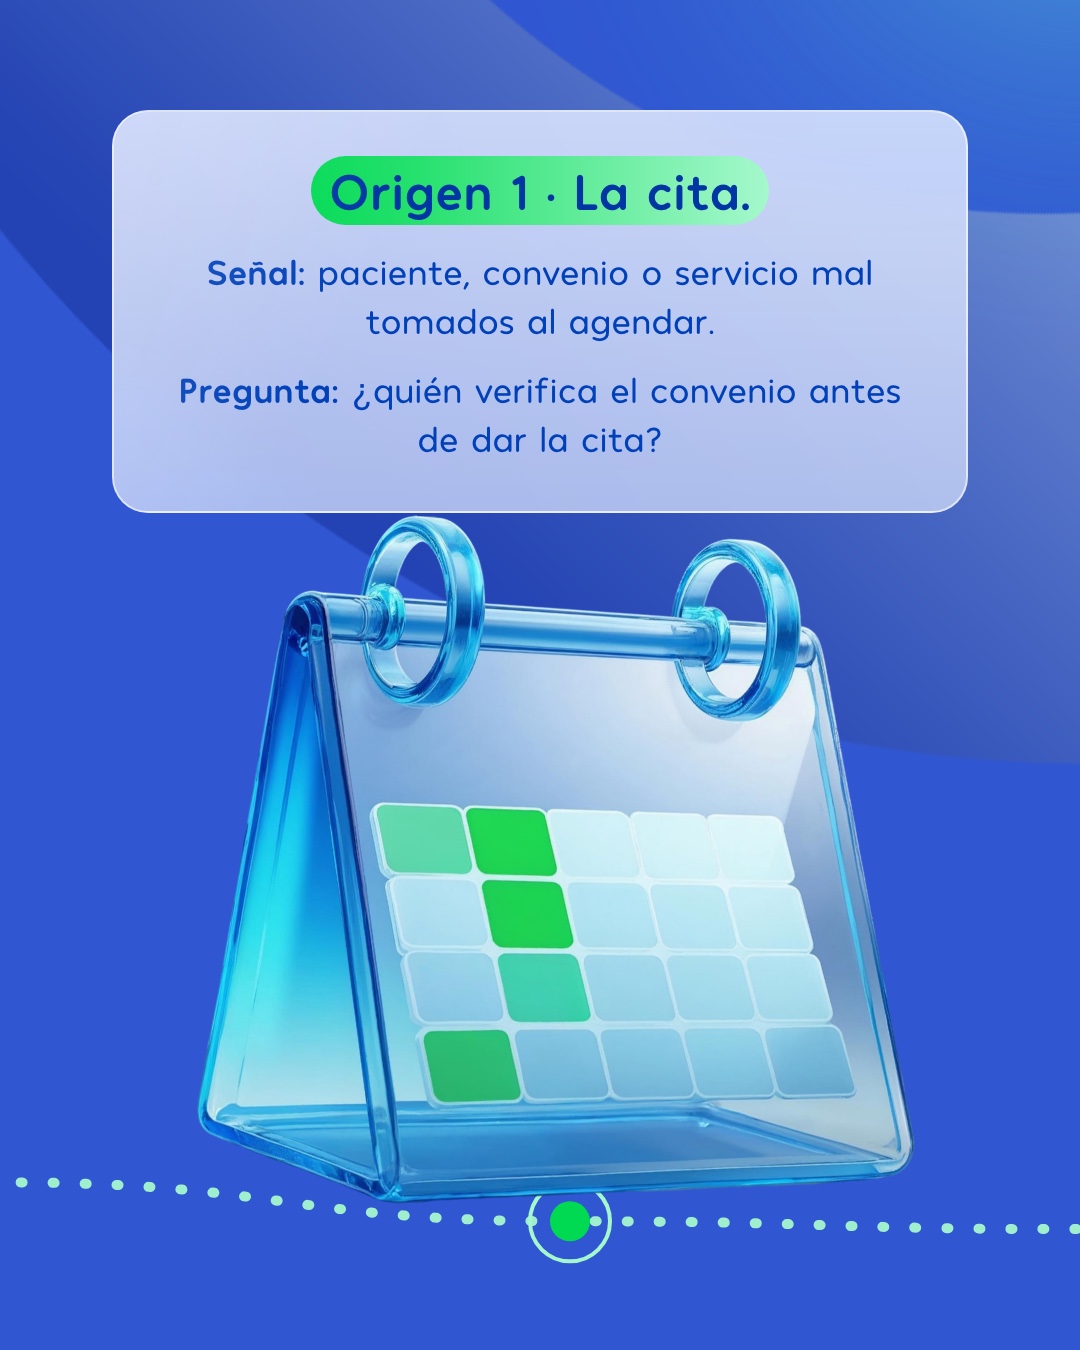 Origen 1 · La cita.
Señal: paciente, convenio o servicio mal
tomados al agendar.
Pregunta: ¿quién verifica el convenio antes
de dar la cita?